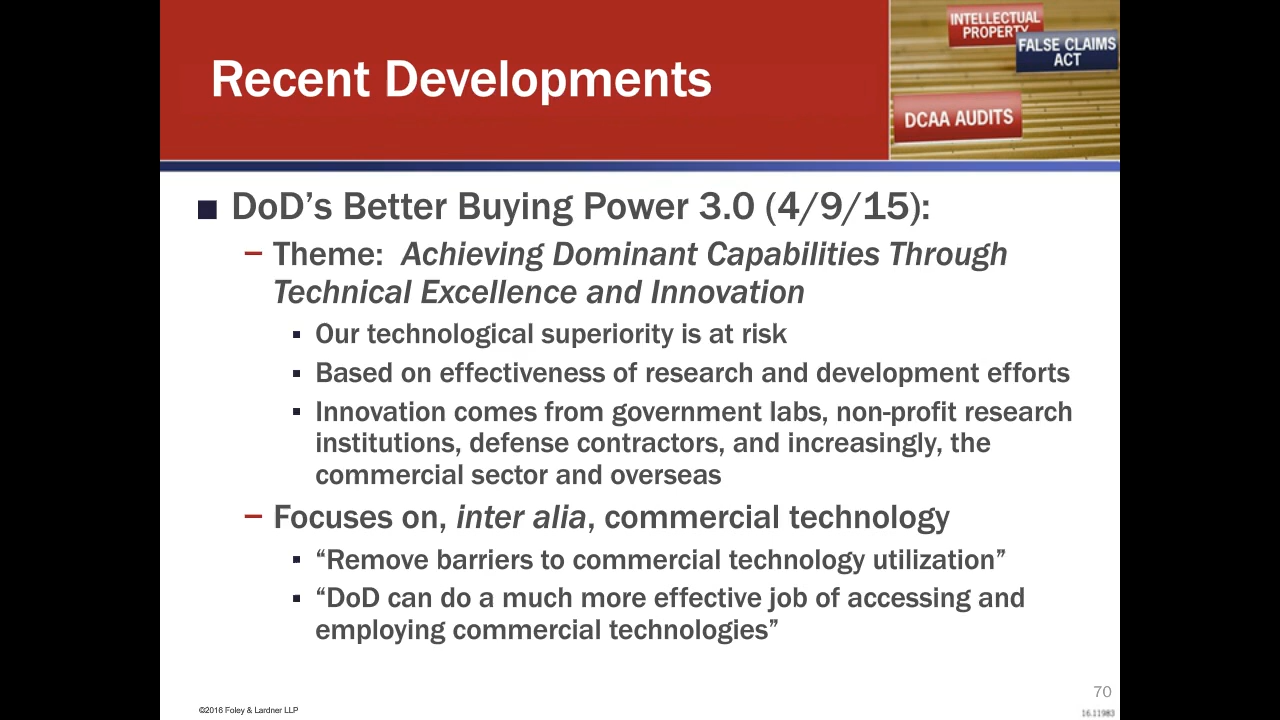 Recent Developments
INTELLECTUAL
PROPERTY
FALSE CLAIMS
ACT
DCAA AUDITS
■ DoD’s Better Buying Power 3.0 (4/9/15):
– Theme: Achieving Dominant Capabilities Through
Technical Excellence and Innovation
▪ Our technological superiority is at risk
▪ Based on effectiveness of research and development efforts
▪ Innovation comes from government labs, non-profit research
institutions, defense contractors, and increasingly, the
commercial sector and overseas
– Focuses on, inter alia, commercial technology
▪ “Remove barriers to commercial technology utilization”
▪ “DoD can do a much more effective job of accessing and
employing commercial technologies”
70
©2016 Foley & Lardner LLP
16.11983